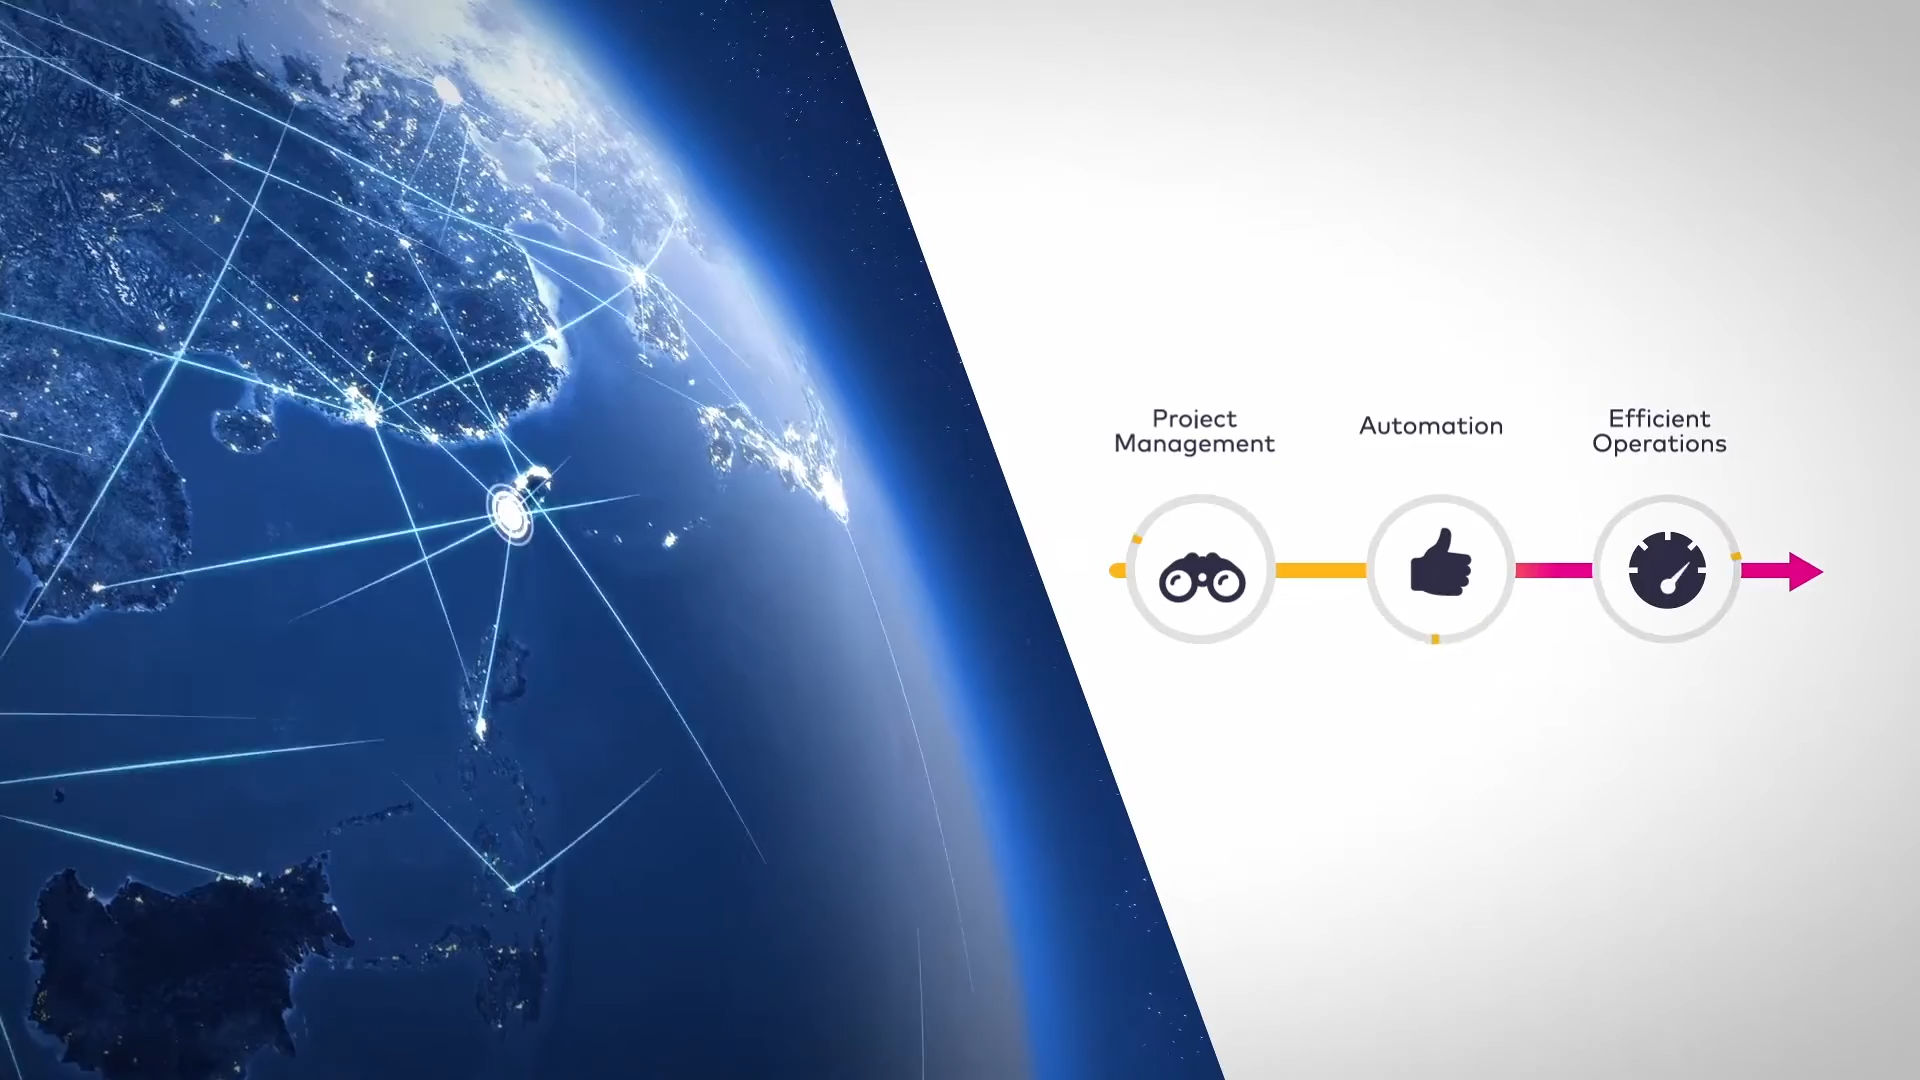 Project
Management
Automation
Efficient
Operations